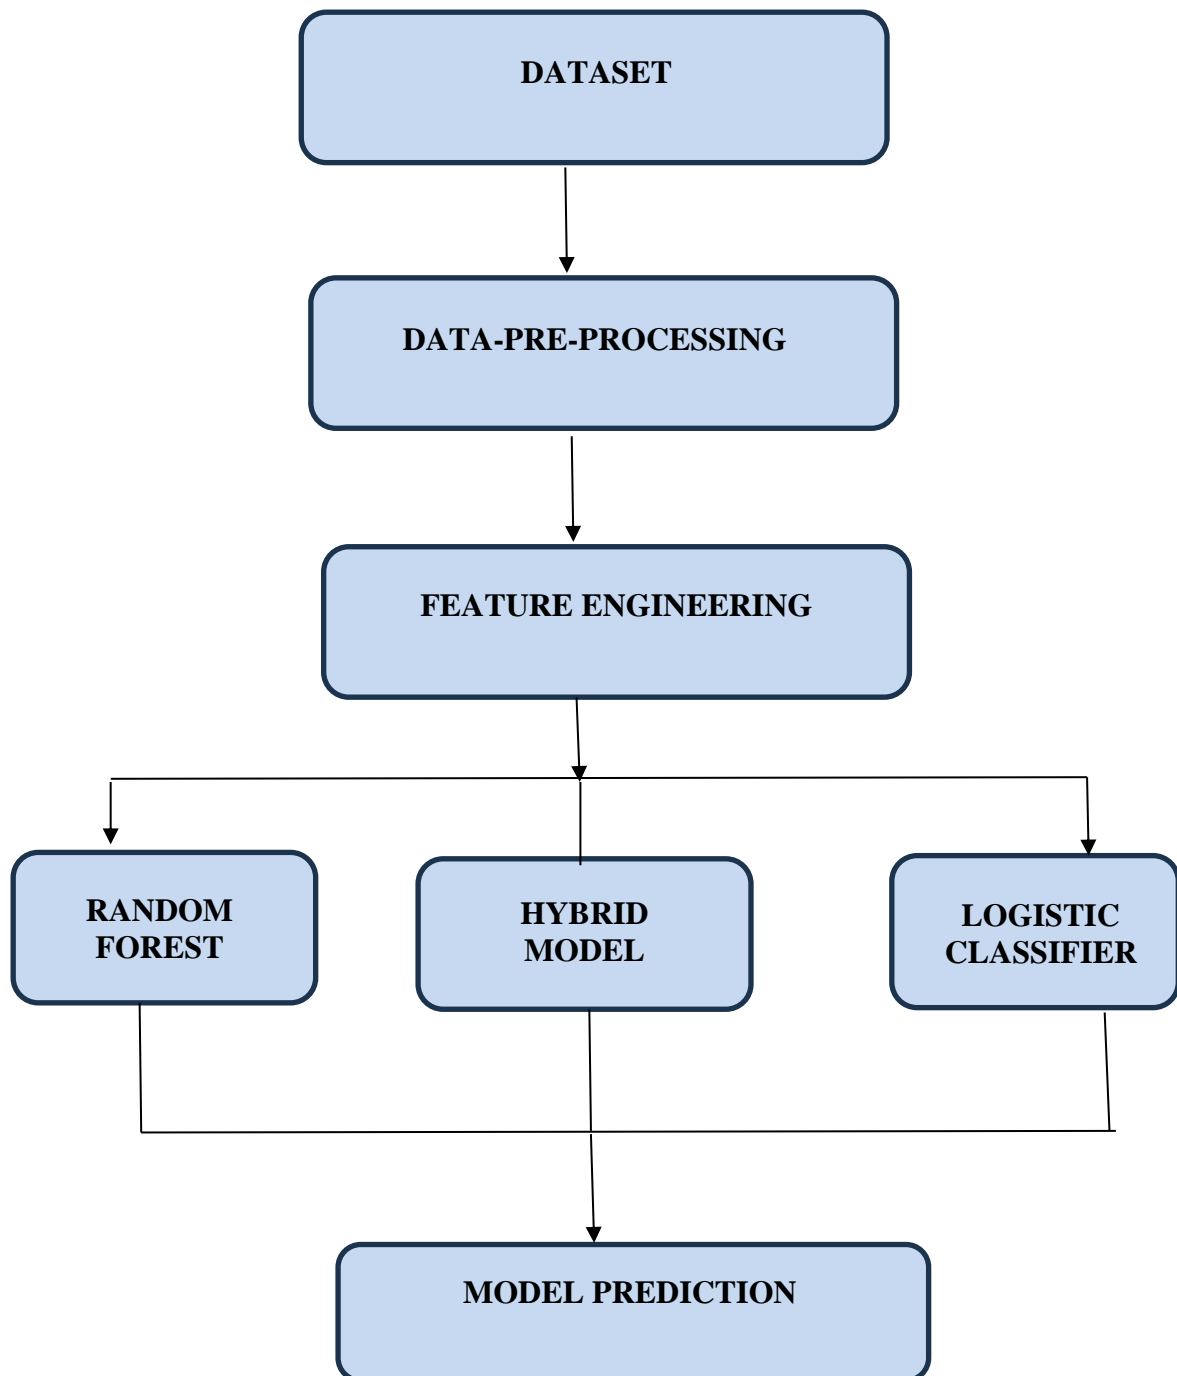 DATASET
DATA-PRE-PROCESSING
FEATURE ENGINEERING
RANDOM
FOREST
HYBRID
MODEL
LOGISTIC
CLASSIFIER
MODEL PREDICTION